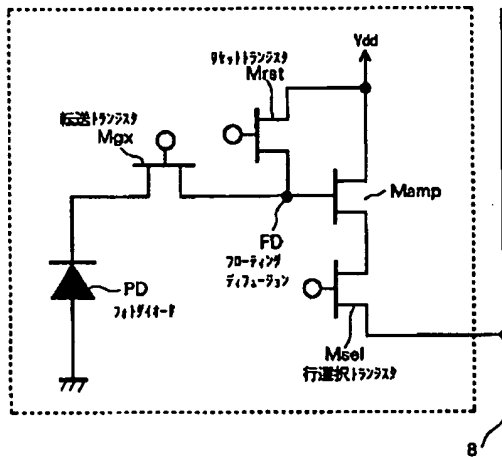 Vdd
ﾘｾｯﾄﾄﾗﾝｼﾞｽﾀ
Mrst
転送ﾄﾗﾝｼﾞｽﾀ
Mgx
Mamp
FD
ﾌﾛｰﾃｨﾝｸﾞ
ﾃﾞｨﾌｭｰｼﾞｮﾝ
PD
ﾌｫﾄﾀﾞｲｵｰﾄﾞ
Msel
行選択ﾄﾗﾝｼﾞｽﾀ
8